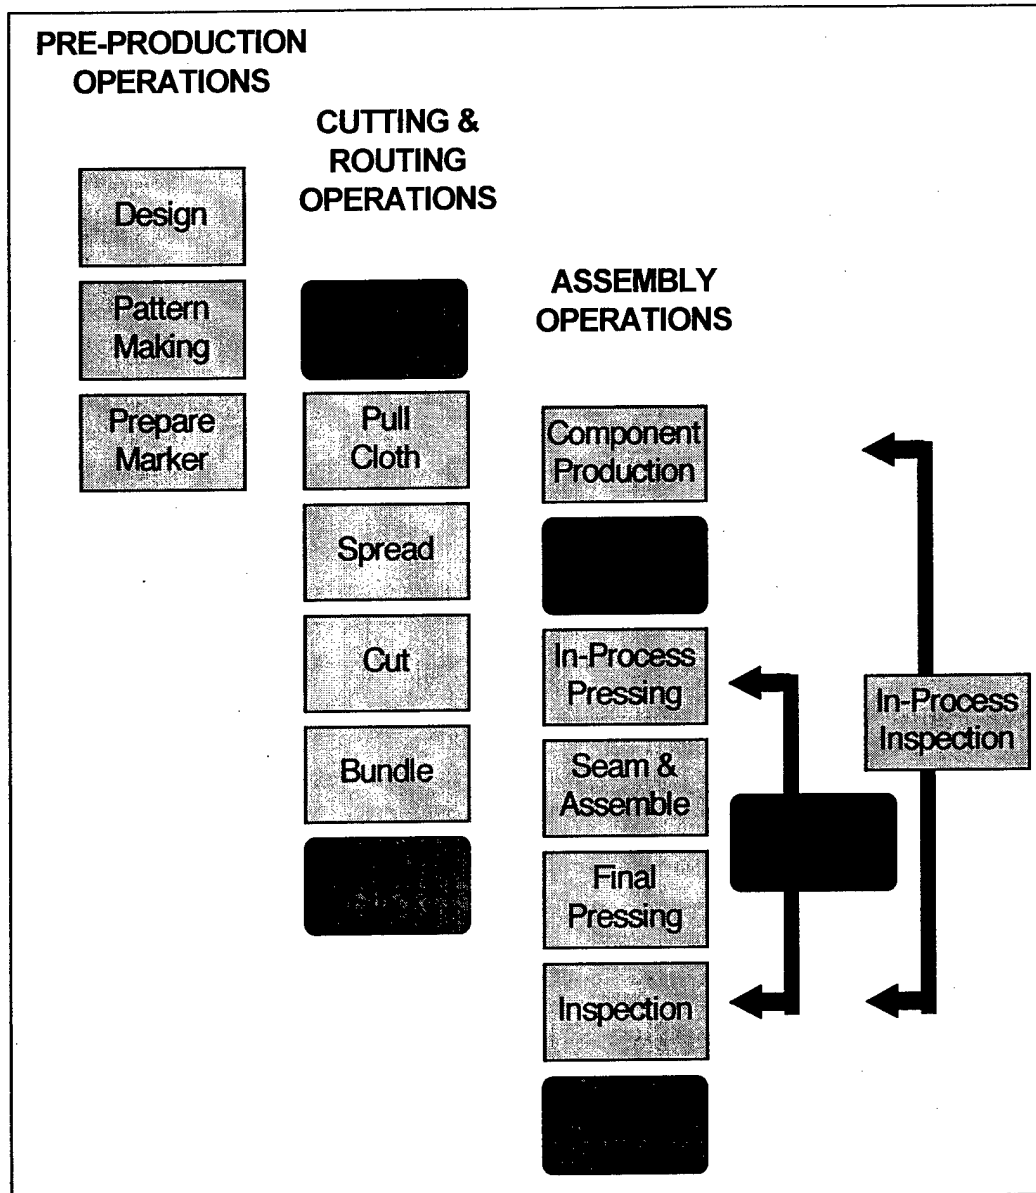 PRE-PRODUCTION
OPERATIONS
Design
Pattern
Making
Prepare
Marker
CUTTING &
ROUTING
OPERATIONS
Pull
Cloth
Spread
Cut
Bundle
ASSEMBLY
OPERATIONS
Component
Production
In-Process
Pressing
Seam &
Assemble
Final
Pressing
Inspection
In-Process
Inspection